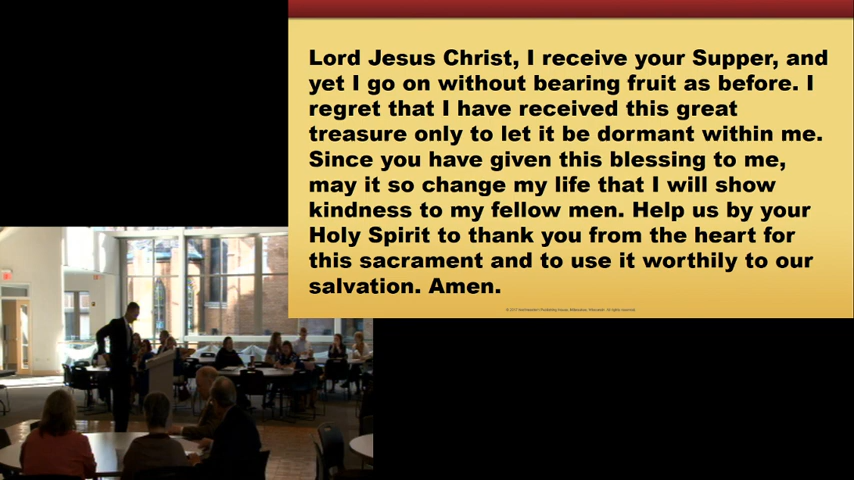 Lord Jesus Christ, I receive your Supper, and
yet I go on without bearing fruit as before. I
regret that I have received this great
treasure only to let it be dormant within me.
Since you have given this blessing to me,
may it so change my life that I will show
kindness to my fellow men. Help us by your
Holy Spirit to thank you from the heart for
this sacrament and to use it worthily to our
salvation. Amen.